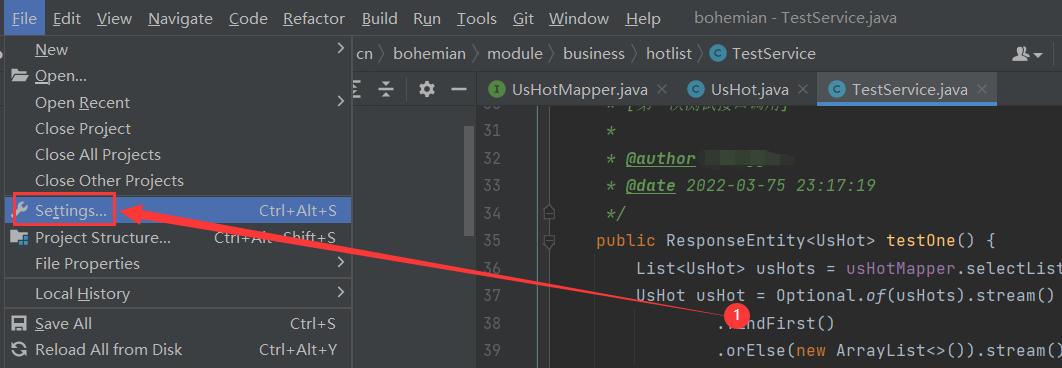 File Edit View Navigate Code Refactor Build Run Tools Git Window Help bohemian - TestService.java
cn bohemian module business hotlist TestService
UsHotMapper.java UsHot.java TestService.java
New
Open...
Open Recent
Close Project
Close All Projects
Close Other Projects
Settings... Ctrl+Alt+S
Project Structure... Ctrl+Alt+Shift+S
File Properties
Local History
Save All Ctrl+S
Reload All from Disk Ctrl+Alt+Y
31 *
32 * @author
33 * @date 2022-03-75 23:17:19
34 */
35 public ResponseEntity<UsHot> testOne() {
36 List<UsHot> usHots = usHotMapper.selectList
37 UsHot usHot = Optional.of(usHots).stream()
1
38 .findFirst()
39 .orElse(new ArrayList<>()).stream()